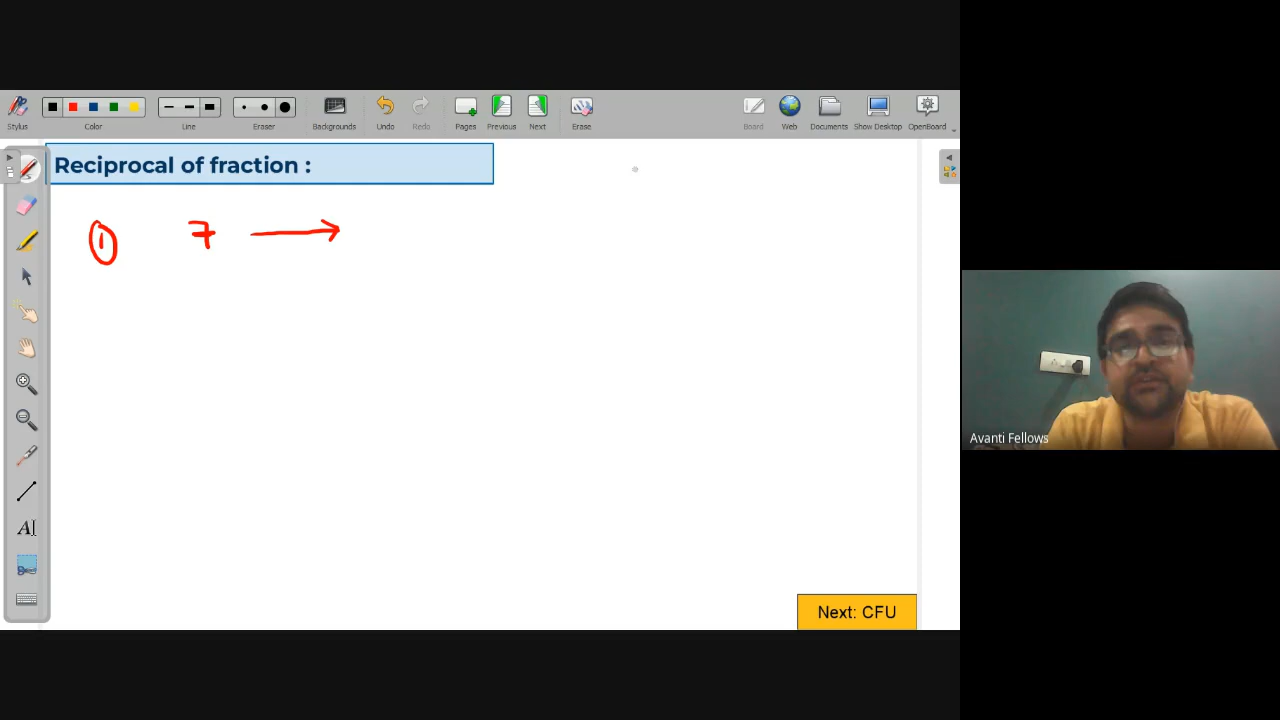 Stylus
Color
Line
Eraser
Backgrounds
Undo
Redo
Pages
Previous
Next
Erase
Board
Web
Documents
Show Desktop
OpenBoard
Reciprocal of fraction :
① 7 →
A
Next: CFU
Avanti Fellows